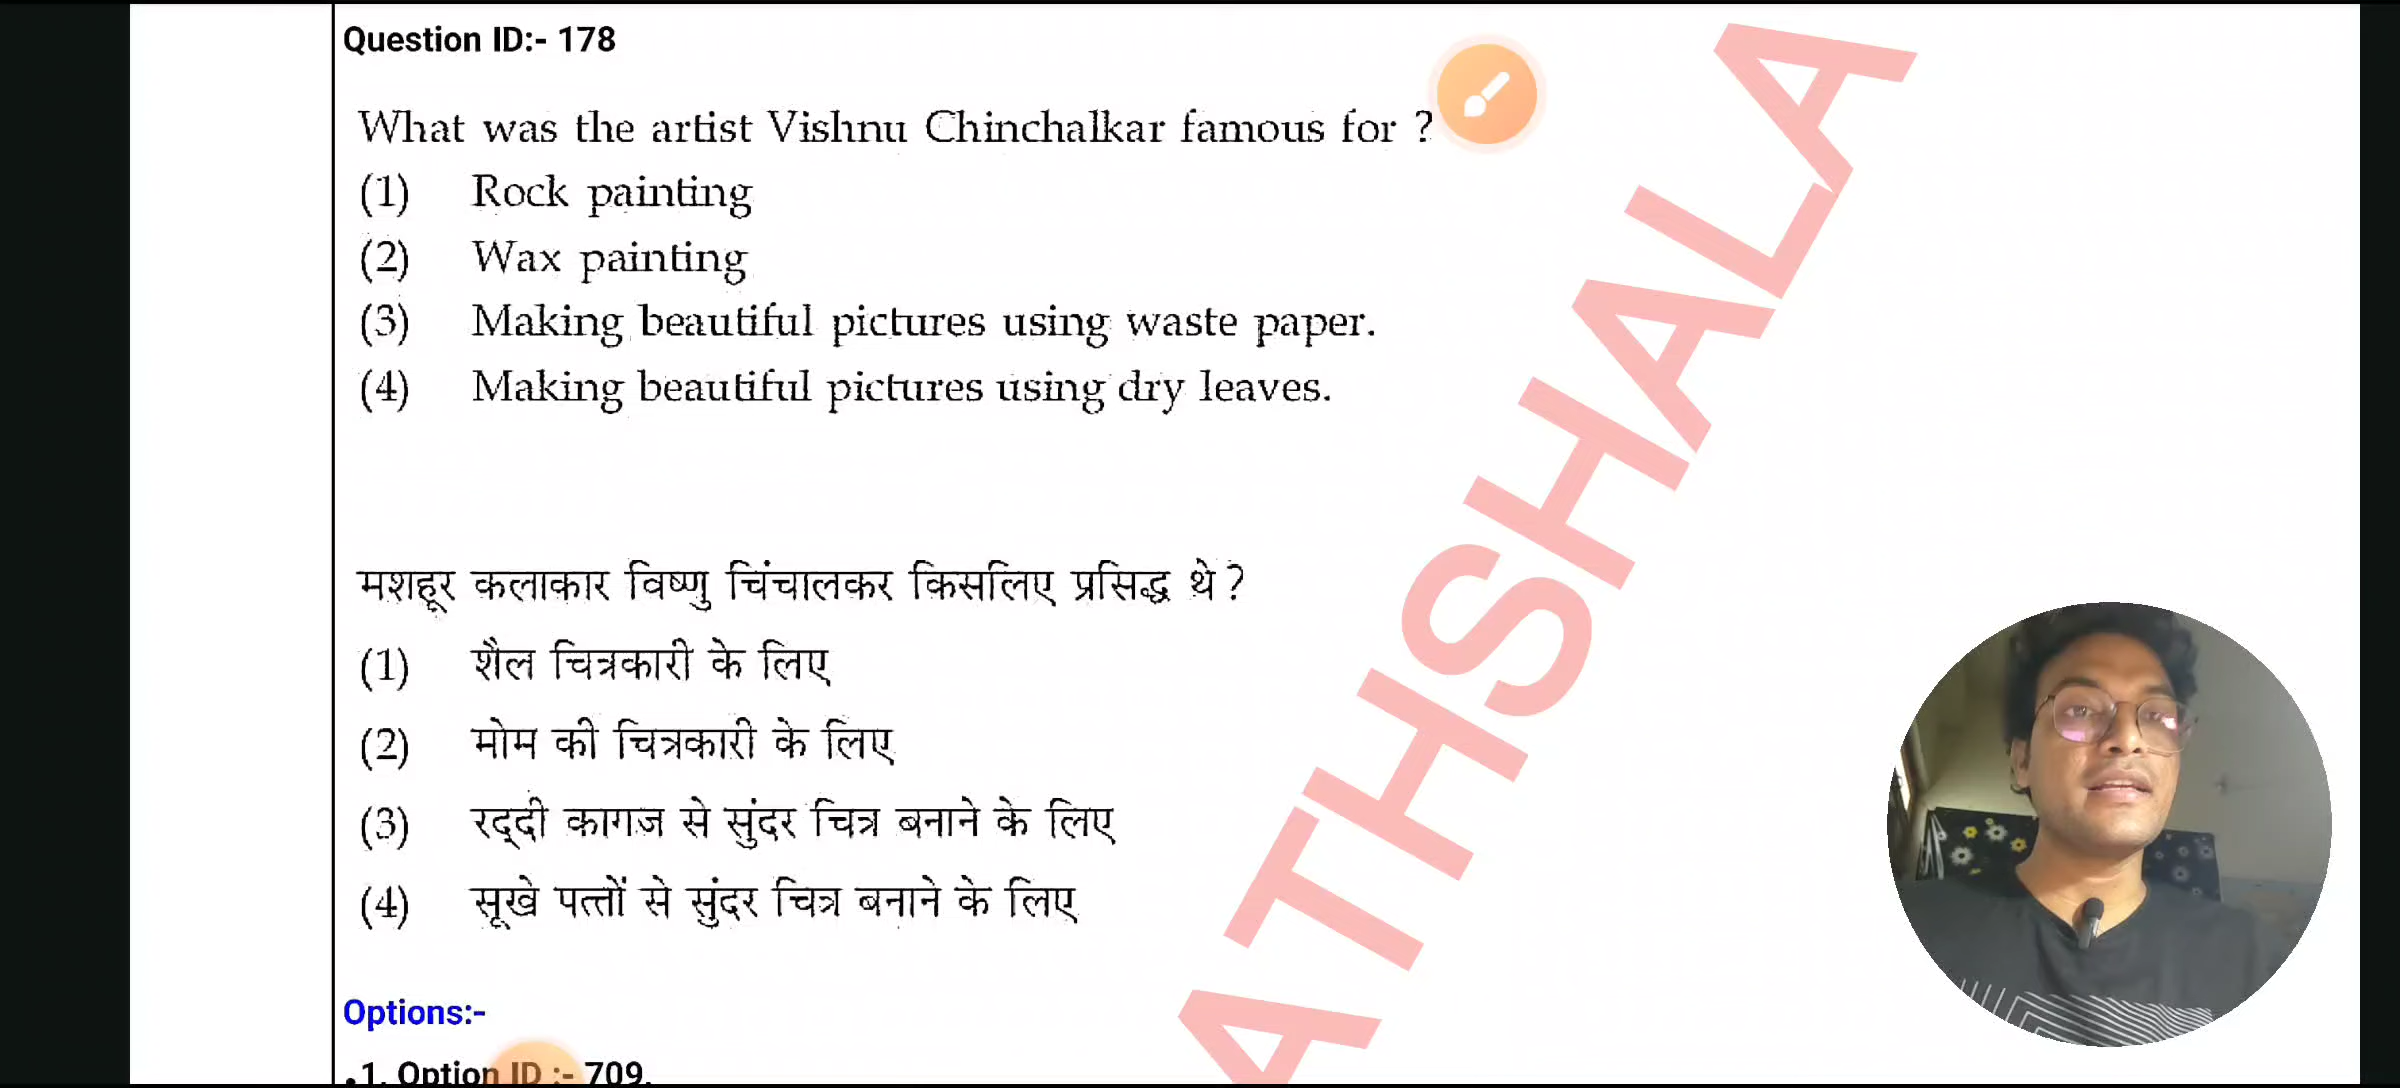 Question ID:- 178
What was the artist Vishnu Chinchalkar famous for ?
(1) Rock painting
(2) Wax painting
(3) Making beautiful pictures using waste paper.
(4) Making beautiful pictures using dry leaves.
मशहूर कलाकार विष्णु चिंचालकर किसलिए प्रसिद्ध थे ?
(1) शैल चित्रकारी के लिए
(2) मोम की चित्रकारी के लिए
(3) रद्दी कागज से सुंदर चित्र बनाने के लिए
(4) सूखे पत्तों से सुंदर चित्र बनाने के लिए
Options:-
1. Option ID :- 709.
ATHSHALA